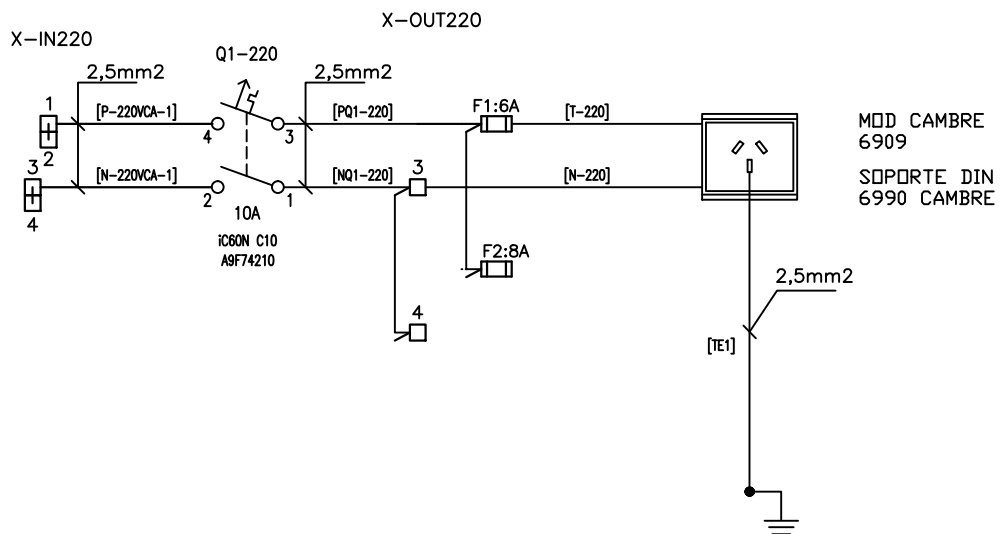 X-OUT220
X-IN220
Q1-220
2,5mm2
2,5mm2
1
[P-220VCA-1]
[PQ1-220]
F1:6A
[T-220]
4
3
2
3
[N-220VCA-1]
[NQ1-220]
3
[N-220]
2
1
4
10A
iC60N C10
A9F74210
F2:8A
4
MOD CAMBRE
6909
SOPORTE DIN
6990 CAMBRE
2,5mm2
[TE1]